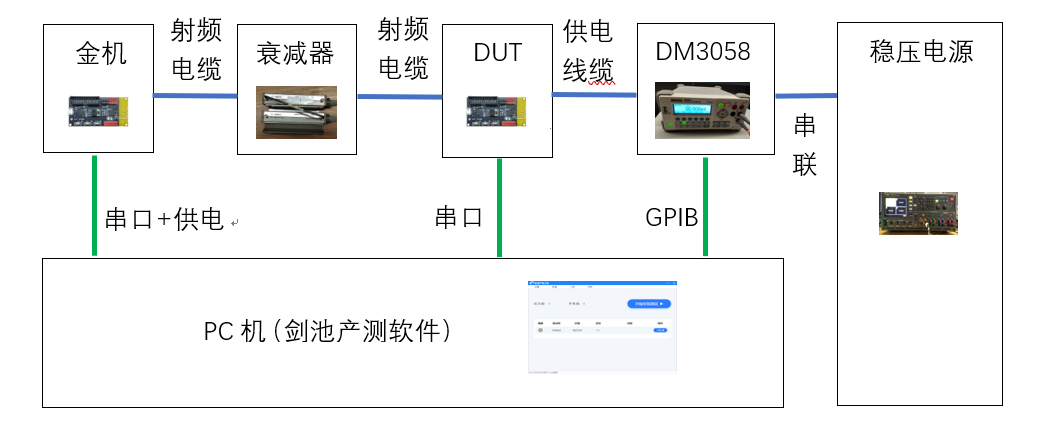 金机
射频
电缆
衰减器
射频
电缆
DUT
供电
线缆
DM3058
串
联
稳压电源
串口+供电
串口
GPIB
PC 机（剑池产测软件）